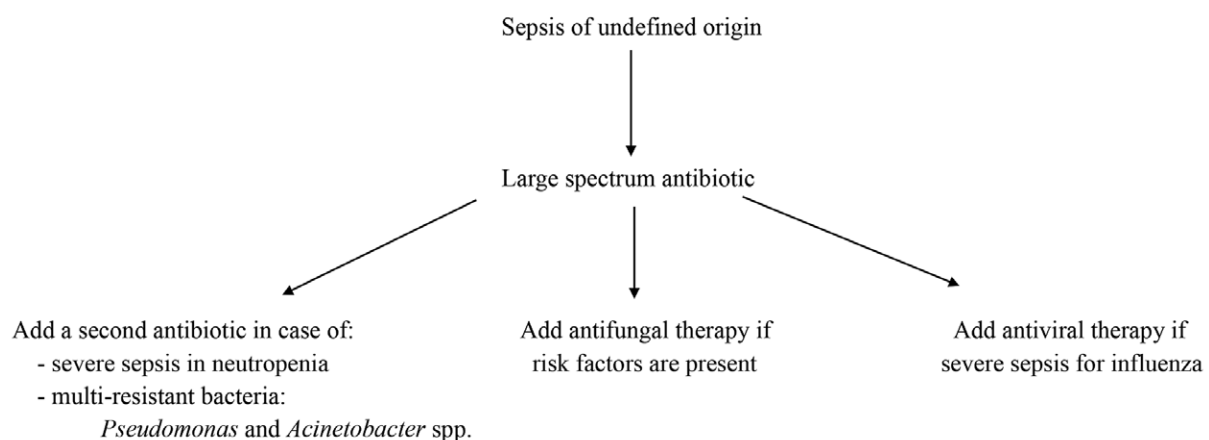 Sepsis of undefined origin
Large spectrum antibiotic
Add a second antibiotic in case of:
- severe sepsis in neutropenia
- multi-resistant bacteria:
Pseudomonas and Acinetobacter spp.
Add antifungal therapy if
risk factors are present
Add antiviral therapy if
severe sepsis for influenza